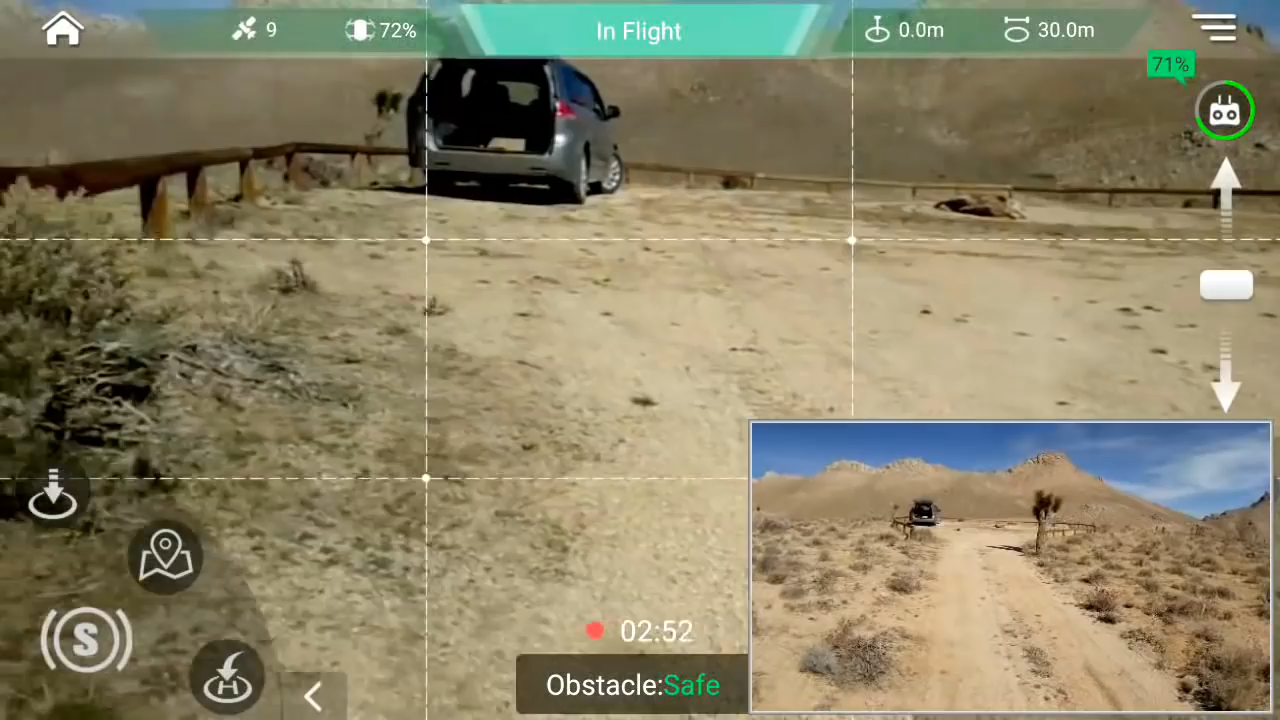 9
72%
In Flight
0.0m
30.0m
71%
S
H
02:52
Obstacle:Safe